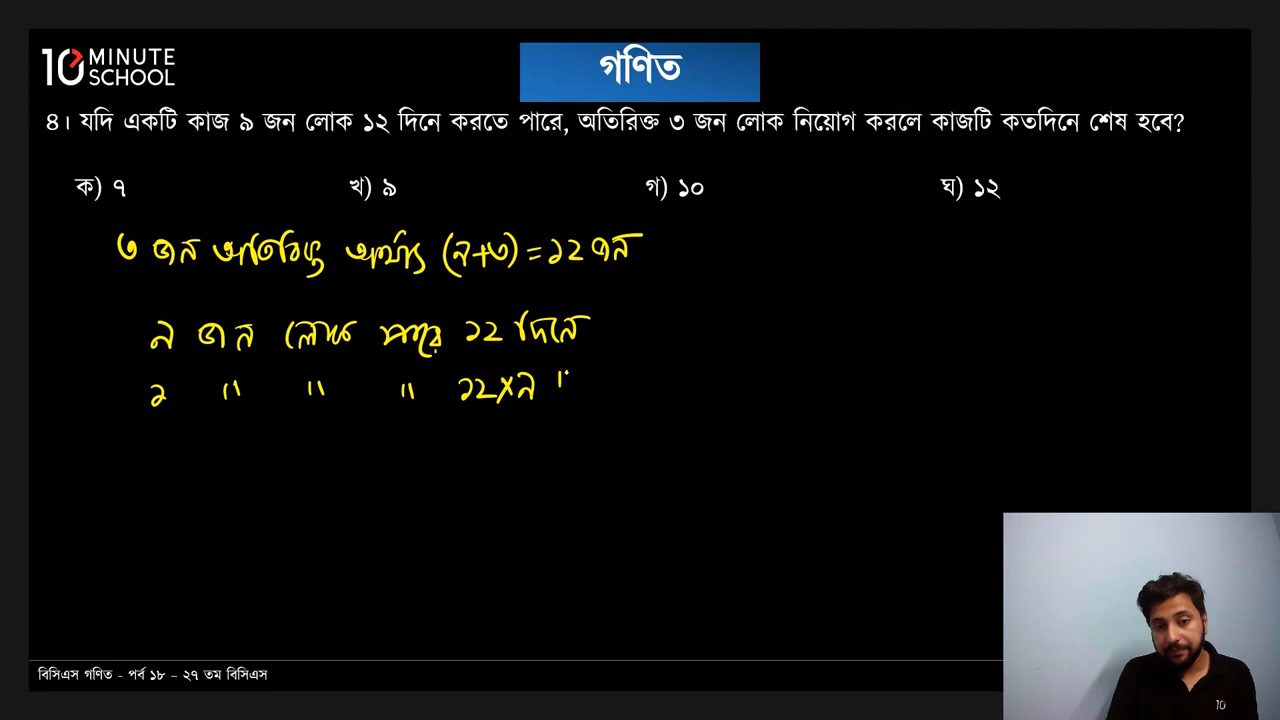 10 MINUTE SCHOOL
গণিত
৪। যদি একটি কাজ ৯ জন লোক ১২ দিনে করতে পারে, অতিরিক্ত ৩ জন লোক নিয়োগ করলে কাজটি কতদিনে শেষ হবে?
ক) ৭ খ) ৯ গ) ১০ ঘ) ১২
৩ জন অতিরিক্ত অর্থাৎ (৯+৩) = ১২ জন
৯ জন লোক পারে ১২ দিনে
১ " " " ১২×৯ "
বিসিএস গণিত - পর্ব ১৮ – ২৭ তম বিসিএস
10